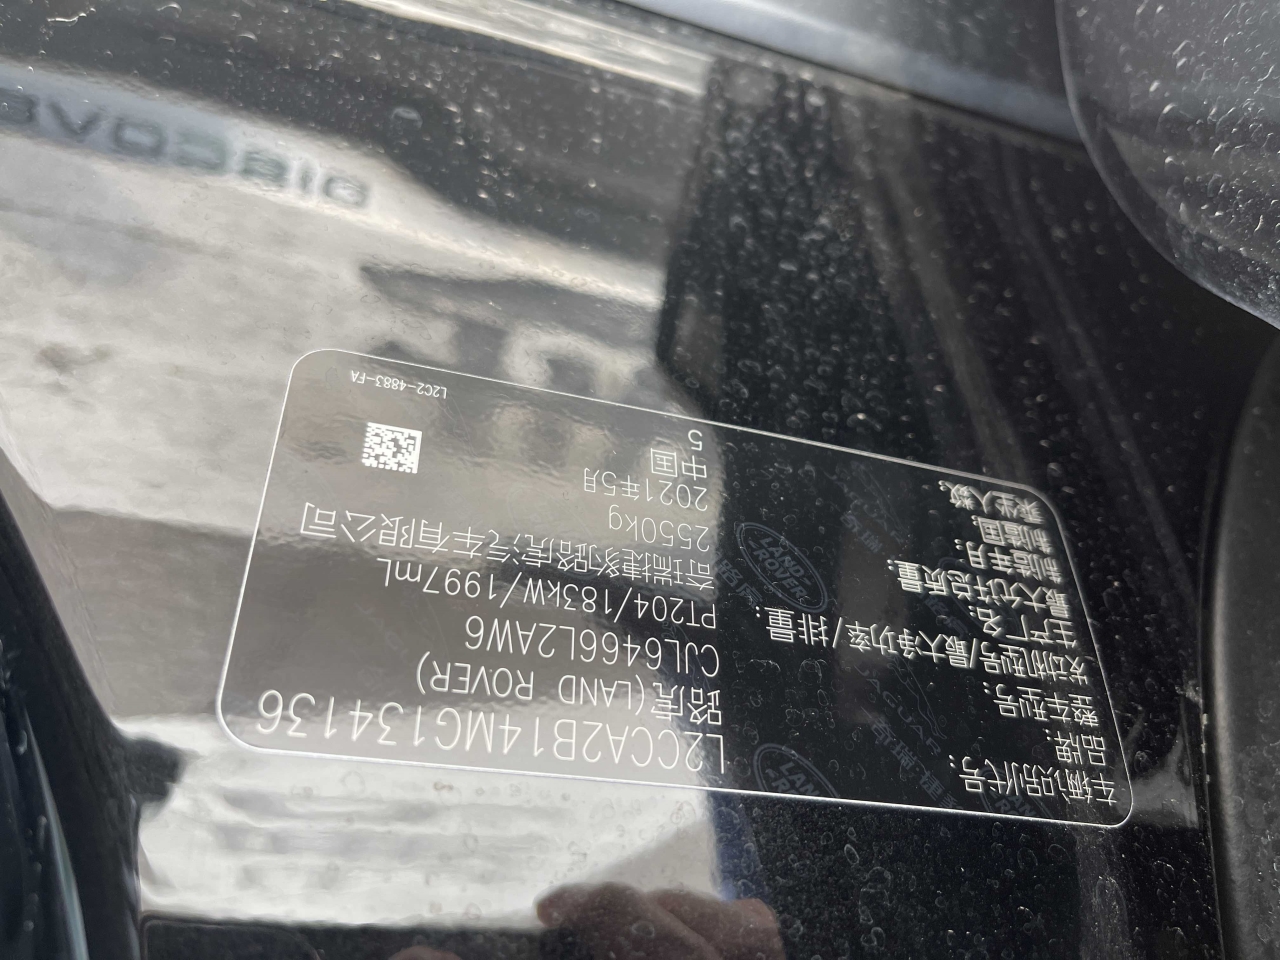 车辆识别代号: L2CCA2B14MG134136
品牌: 路虎(LAND ROVER)
整车型号: CJL6466L2AW6
发动机型号/最大净功率/排量: PT204/183kW/1997mL
生产厂名: 奇瑞捷豹路虎汽车有限公司
最大允许总质量: 2550kg
制造年月: 2021年5月
制造国: 中国
乘坐人数: 5
L2C2-4883-FA
LAND-
ROVER
JAGUAR